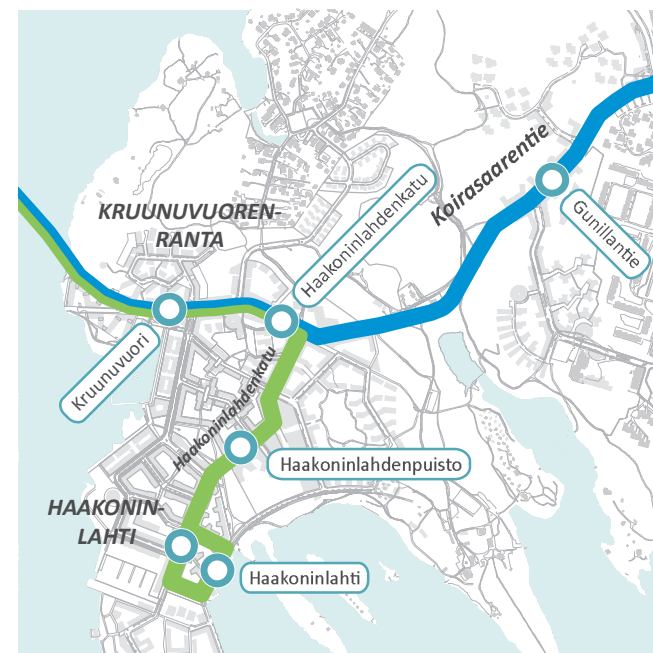 KRUUNUVUOREN-
RANTA
Koirasaarentie
Haakoninlahdenkatu
Gunillantie
Kruunuvuori
Haakoninlahdenkatu
Haakoninlahdenpuisto
HAAKONIN-
LAHTI
Haakoninlahti